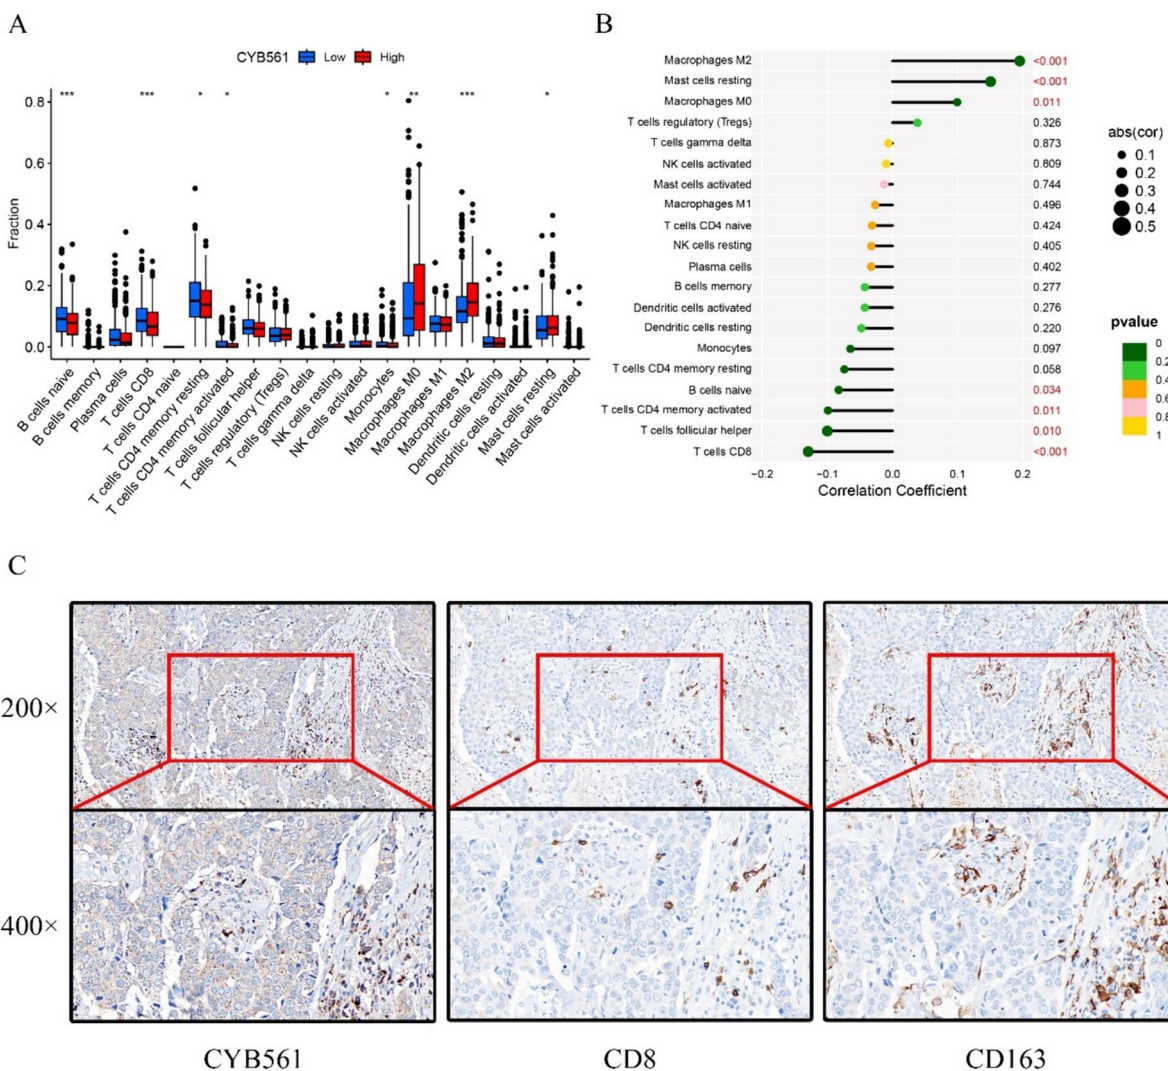 A
CYB561 Low High
*** *** * * * ** *** *
Fraction
0.8
0.6
0.4
0.2
0.0
B cells naive
B cells memory
Plasma cells
T cells CD8
T cells CD4 naive
T cells CD4 memory resting
T cells CD4 memory activated
T cells follicular helper
T cells regulatory (Tregs)
T cells gamma delta
NK cells resting
NK cells activated
Monocytes
Macrophages M0
Macrophages M1
Macrophages M2
Dendritic cells resting
Dendritic cells activated
Mast cells resting
Mast cells activated
B
Macrophages M2 <0.001
Mast cells resting <0.001
Macrophages M0 0.011
T cells regulatory (Tregs) 0.326
T cells gamma delta 0.873
NK cells activated 0.809
Mast cells activated 0.744
Macrophages M1 0.496
T cells CD4 naive 0.424
NK cells resting 0.405
Plasma cells 0.402
B cells memory 0.277
Dendritic cells activated 0.276
Dendritic cells resting 0.220
Monocytes 0.097
T cells CD4 memory resting 0.058
B cells naive 0.034
T cells CD4 memory activated 0.011
T cells follicular helper 0.010
T cells CD8 <0.001
−0.2 −0.1 0.0 0.1 0.2
Correlation Coefficient
abs(cor)
0.1
0.2
0.3
0.4
0.5
pvalue
0
0.2
0.4
0.6
0.8
1
C
200×
400×
CYB561 CD8 CD163